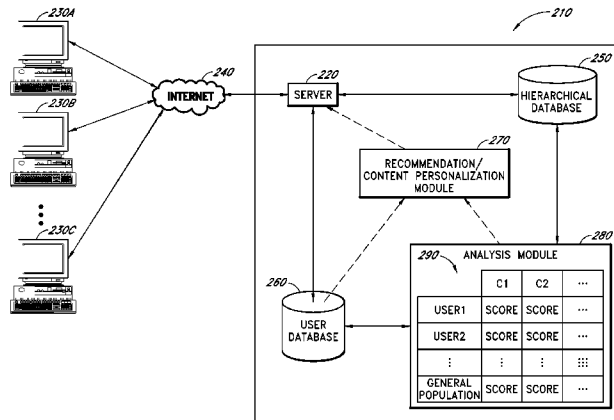 230A
210
240
220
250
230B
INTERNET
SERVER
HIERARCHICAL
DATABASE
270
RECOMMENDATION/
CONTENT PERSONALIZATION
MODULE
230C
280
ANALYSIS MODULE
290
C1 C2 ...
260
USER
DATABASE
USER1 SCORE SCORE ...
USER2 SCORE SCORE ...
GENERAL
POPULATION SCORE SCORE ...